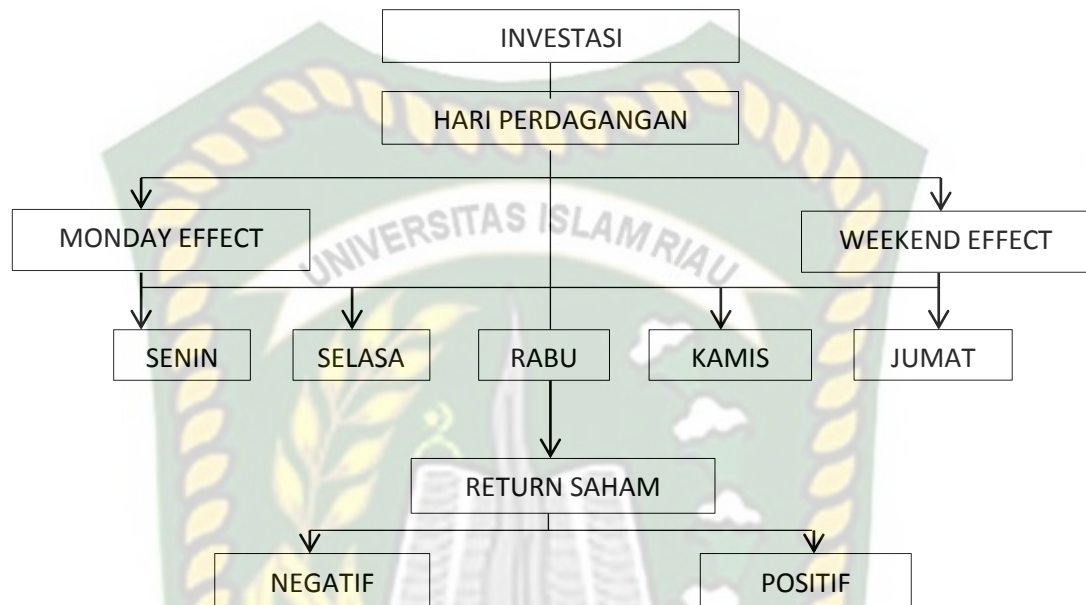 INVESTASI
HARI PERDAGANGAN
UNIVERSITAS ISLAM RIAU
MONDAY EFFECT
WEEKEND EFFECT
SENIN
SELASA
RABU
KAMIS
JUMAT
RETURN SAHAM
NEGATIF
POSITIF